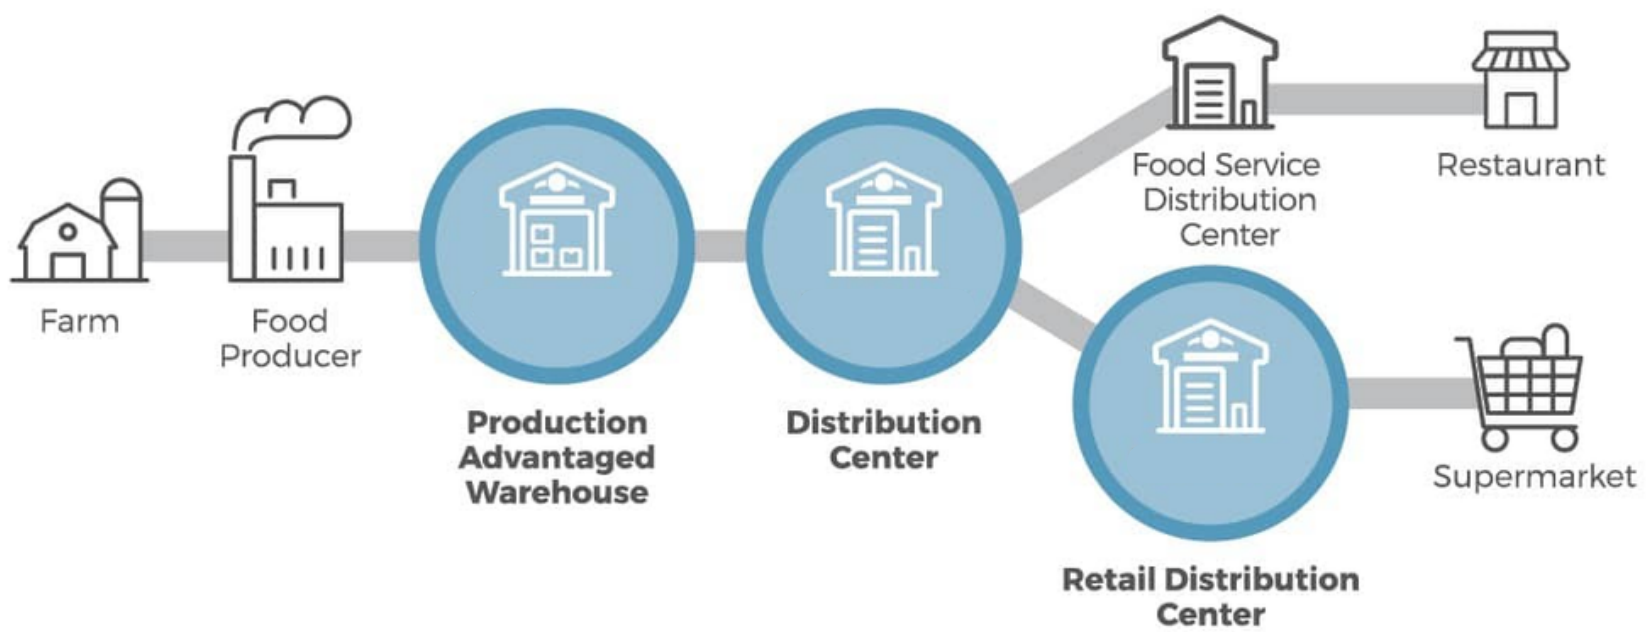 Farm
Food
Producer
Production
Advantaged
Warehouse
Distribution
Center
Food Service
Distribution
Center
Restaurant
Retail Distribution
Center
Supermarket